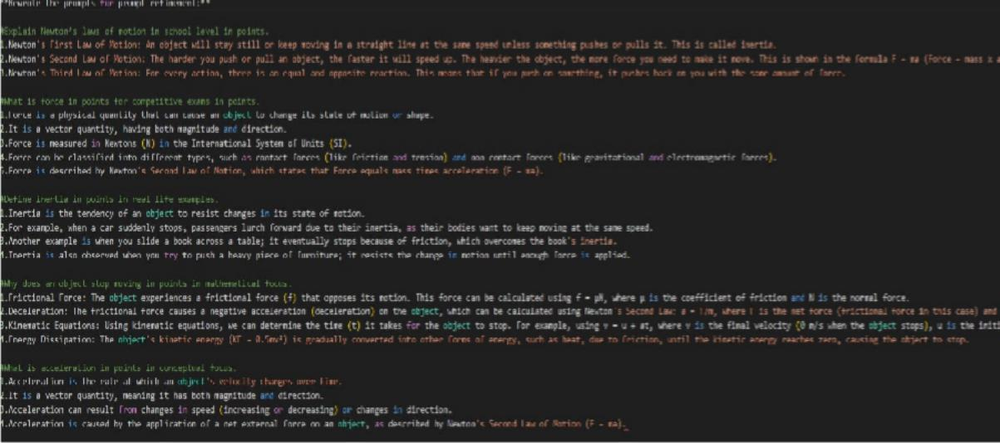 **Rewrite the prompts for prompt refinement:**
#Explain Newton's laws of motion in school level in points.
1.Newton's First Law of Motion: An object will stay still or keep moving in a straight line at the same speed unless something pushes or pulls it. This is called inertia.
2.Newton's Second Law of Motion: The harder you push or pull an object, the faster it will speed up. The heavier the object, the more force you need to make it move. This is shown in the formula F = ma (Force = mass x a
3.Newton's Third Law of Motion: For every action, there is an equal and opposite reaction. This means that if you push on something, it pushes back on you with the same amount of force.
#What is force in points for competitive exams in points.
1.Force is a physical quantity that can cause an object to change its state of motion or shape.
2.It is a vector quantity, having both magnitude and direction.
3.Force is measured in Newtons (N) in the International System of Units (SI).
4.Force can be classified into different types, such as contact forces (like friction and tension) and non contact forces (like gravitational and electromagnetic forces).
5.Force is described by Newton's Second Law of Motion, which states that Force equals mass times acceleration (F = ma).
#Define inertia in points in real life examples.
1.Inertia is the tendency of an object to resist changes in its state of motion.
2.For example, when a car suddenly stops, passengers lurch forward due to their inertia, as their bodies want to keep moving at the same speed.
3.Another example is when you slide a book across a table; it eventually stops because of friction, which overcomes the book's inertia.
4.Inertia is also observed when you try to push a heavy piece of furniture; it resists the change in motion until enough force is applied.
#Why does an object stop moving in points in mathematical focus.
1.Frictional Force: The object experiences a frictional force (f) that opposes its motion. This force can be calculated using f = μN, where μ is the coefficient of friction and N is the normal force.
2.Deceleration: The frictional force causes a negative acceleration (deceleration) on the object, which can be calculated using Newton's Second Law: a = f/m, where f is the net force (frictional force in this case) and
3.Kinematic Equations: Using kinematic equations, we can determine the time (t) it takes for the object to stop. For example, using v = u + at, where v is the final velocity (0 m/s when the object stops), u is the initi
4.Energy Dissipation: The object's kinetic energy (KE = 0.5mv²) is gradually converted into other forms of energy, such as heat, due to friction, until the kinetic energy reaches zero, causing the object to stop.
#What is acceleration in points in conceptual focus.
1.Acceleration is the rate at which an object's velocity changes over time.
2.It is a vector quantity, meaning it has both magnitude and direction.
3.Acceleration can result from changes in speed (increasing or decreasing) or changes in direction.
4.Acceleration is caused by the application of a net external force on an object, as described by Newton's Second Law of Motion (F = ma).